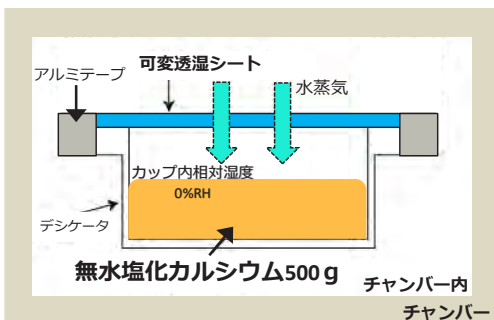 可変透湿シート
アルミテープ
水蒸気
カップ内相対湿度
0%RH
デシケータ
無水塩化カルシウム500g
チャンバー内
チャンバー